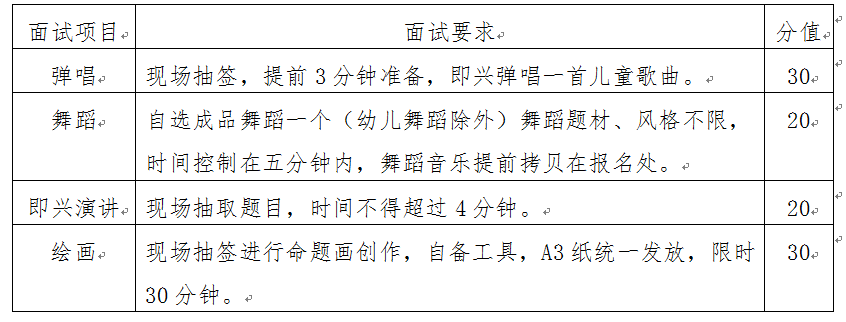 面试项目 面试要求 分值
弹唱 现场抽签，提前3分钟准备，即兴弹唱一首儿童歌曲。 30
舞蹈 自选成品舞蹈一个（幼儿舞蹈除外）舞蹈题材、风格不限， 20
时间控制在五分钟内，舞蹈音乐提前拷贝在报名处。
即兴演讲 现场抽取题目，时间不得超过4分钟。 20
绘画 现场抽签进行命题画创作，自备工具，A3纸统一发放，限时 30
30分钟。